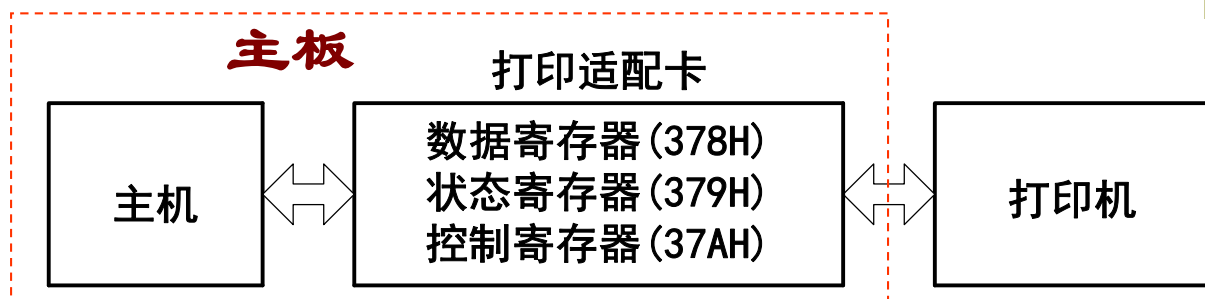 主板
打印适配卡
主机
数据寄存器(378H)
状态寄存器(379H)
控制寄存器(37AH)
打印机